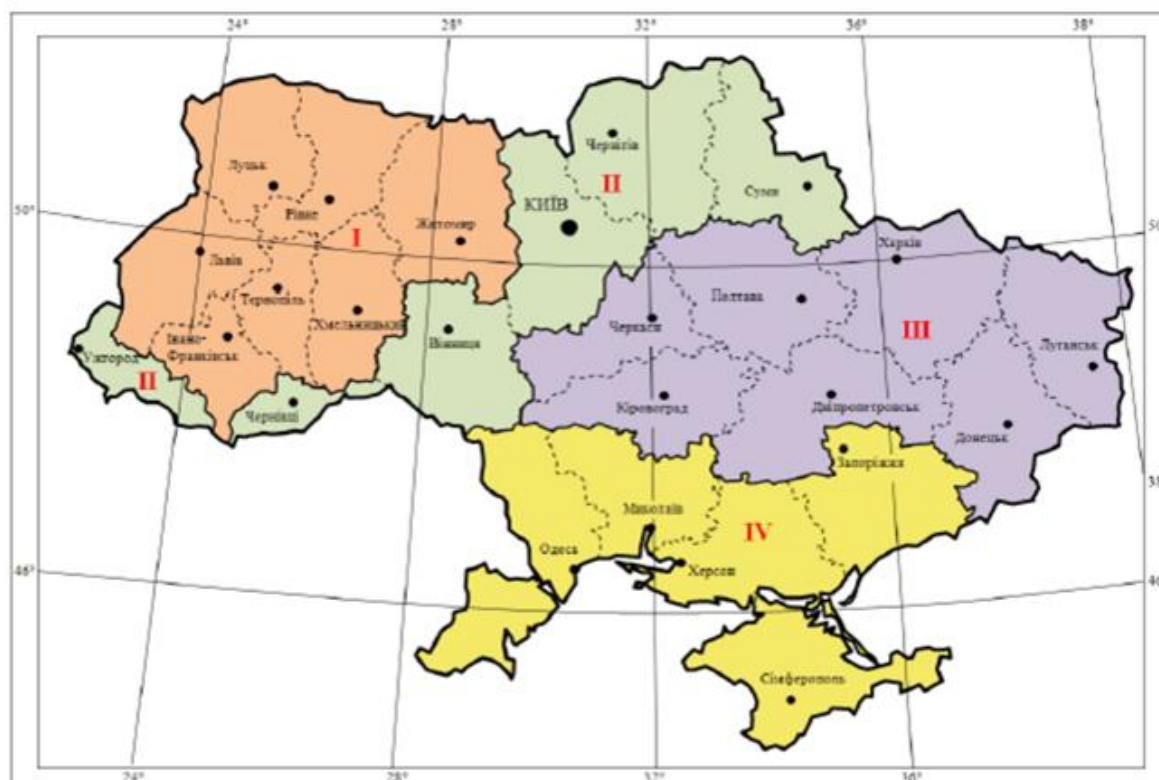 24°
28°
32°
36°
38°
Луцьк
Рівне
Чернігів
II
КИЇВ
Суми
50°
50
Житомир
I
Львів
Харків
Тернопіль
Полтава
Хмельницький
Черкаси
Вінниця
III
Івано-
Франківськ
Ужгород
II
Луганськ
Чернівці
Кіровоград
Дніпропетровськ
Донецьк
Запоріжжя
Миколаїв
IV
Одеса
Херсон
46°
Сімферополь
24°
28°
36°